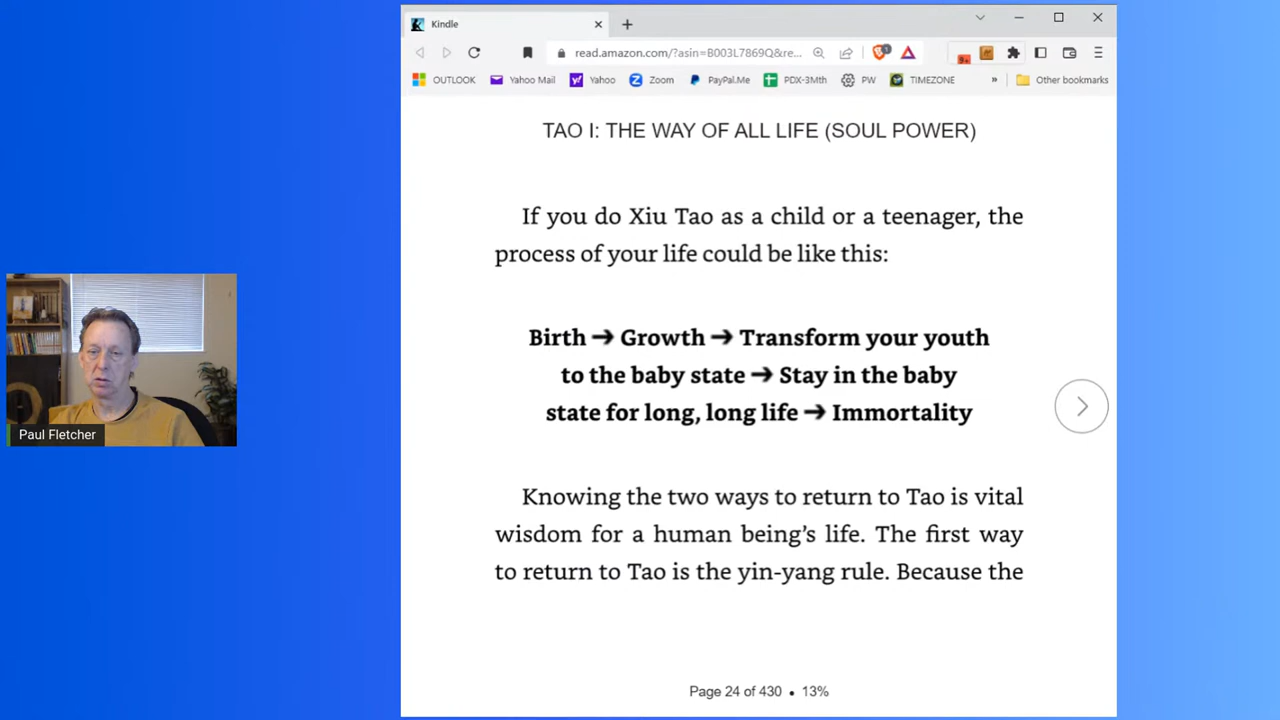 Kindle
read.amazon.com/?asin=B003L7869Q&re...
9+
OUTLOOK Yahoo Mail Yahoo Zoom PayPal.Me PDX-3Mth PW TIMEZONE » Other bookmarks
TAO I: THE WAY OF ALL LIFE (SOUL POWER)
If you do Xiu Tao as a child or a teenager, the
process of your life could be like this:
Birth ➔ Growth ➔ Transform your youth
to the baby state ➔ Stay in the baby
state for long, long life ➔ Immortality
Knowing the two ways to return to Tao is vital
wisdom for a human being’s life. The first way
to return to Tao is the yin-yang rule. Because the
Page 24 of 430 • 13%
Paul Fletcher